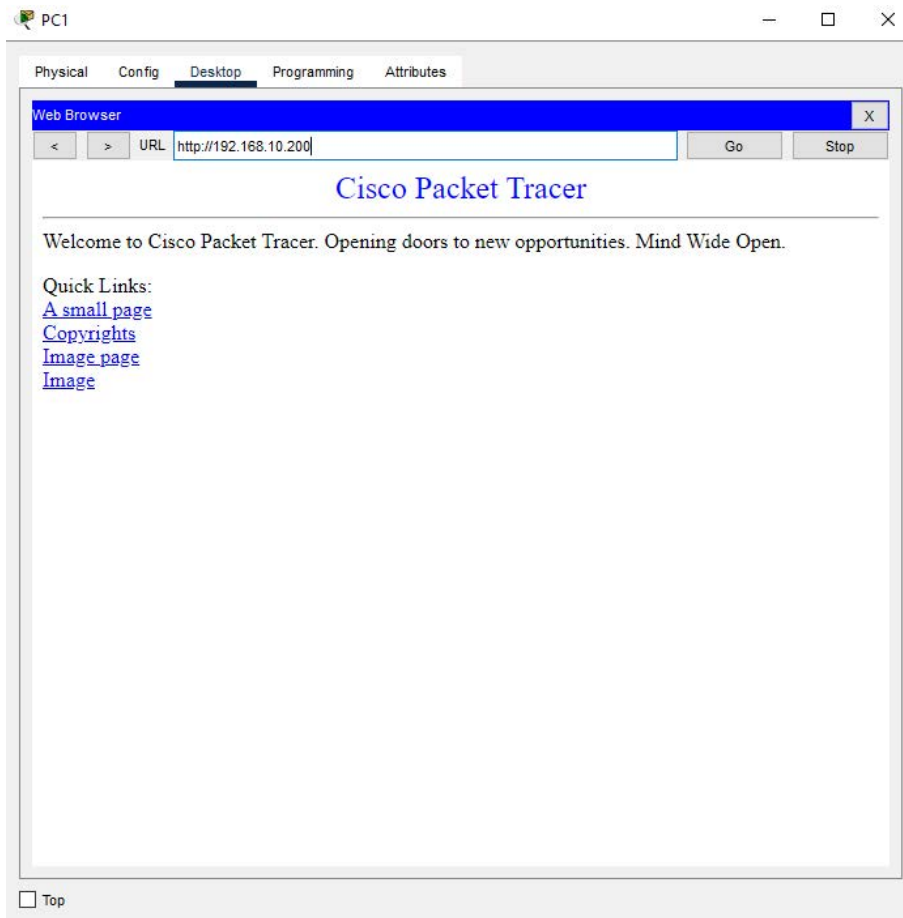 PC1
Physical Config Desktop Programming Attributes
Web Browser
X
< > URL http://192.168.10.200 Go Stop
Cisco Packet Tracer
Welcome to Cisco Packet Tracer. Opening doors to new opportunities. Mind Wide Open.
Quick Links:
A small page
Copyrights
Image page
Image
Top